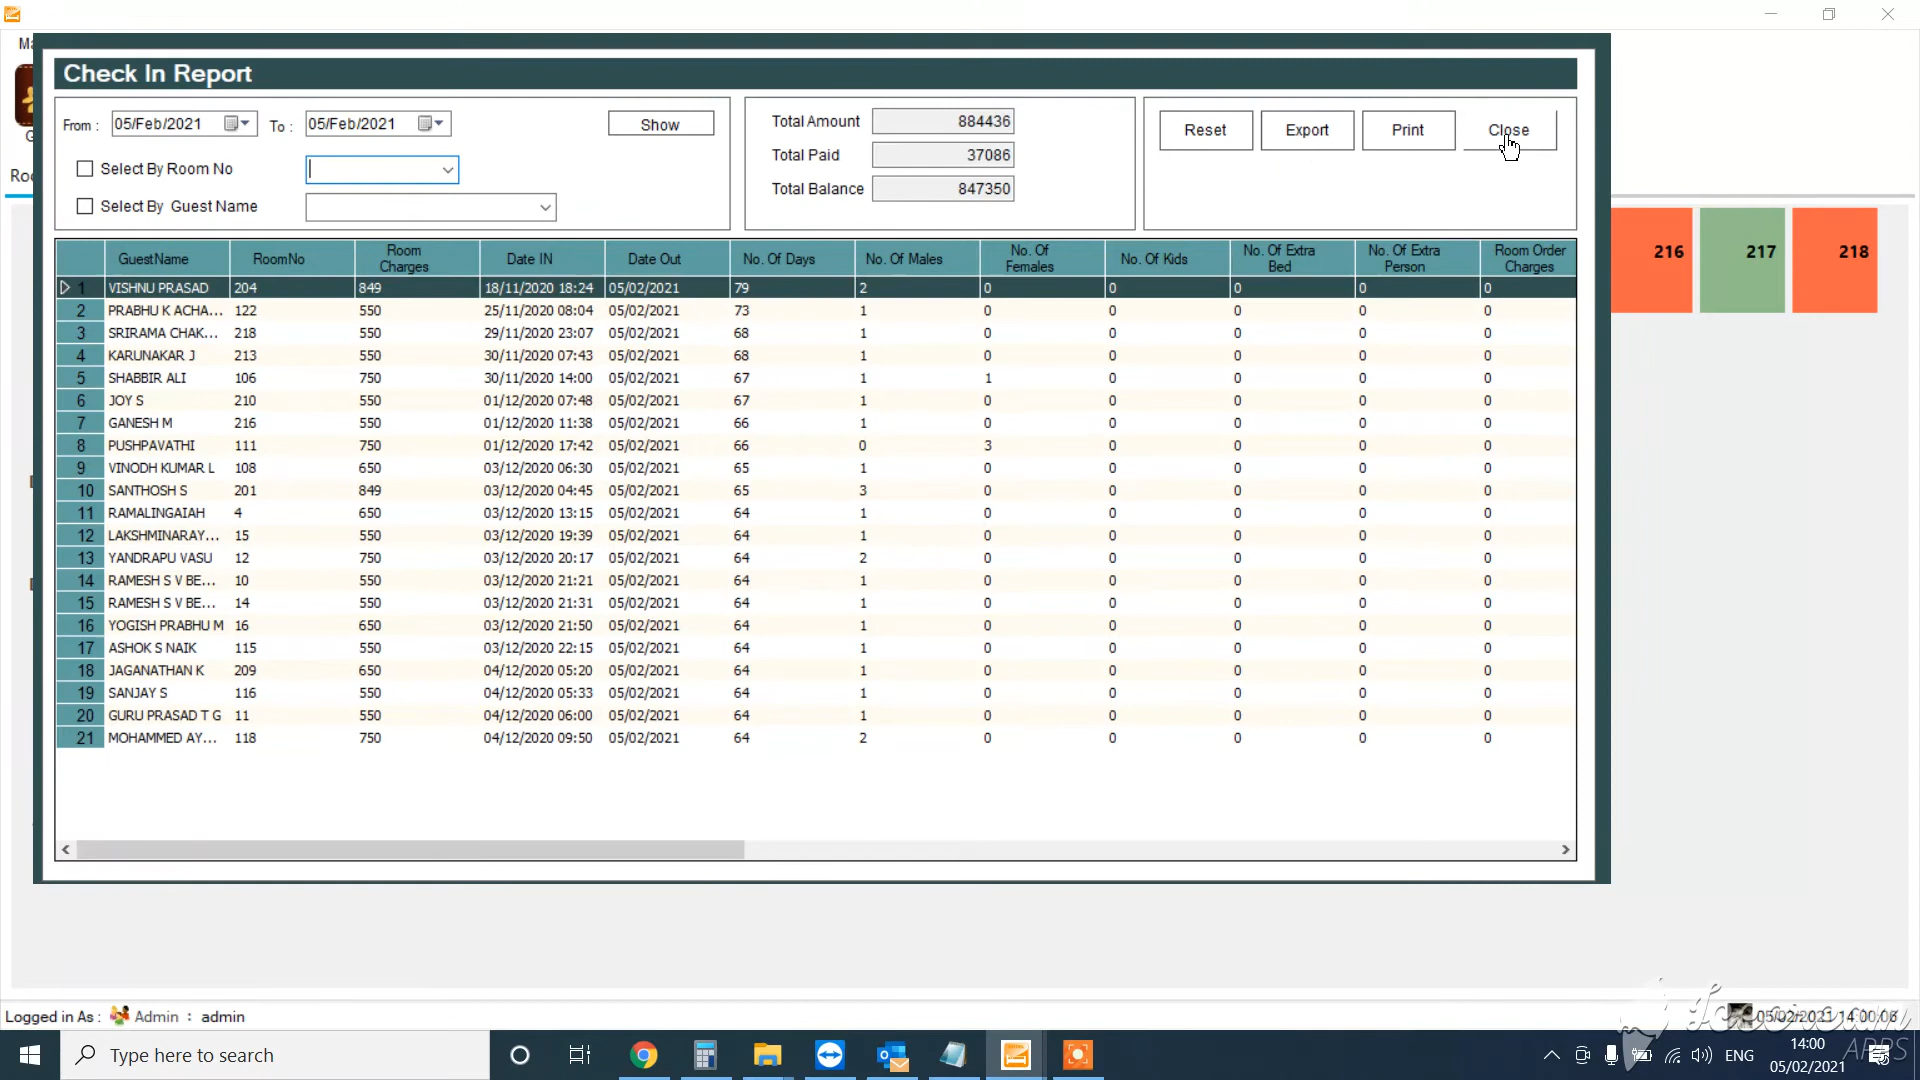 Check In Report
From : 05/Feb/2021 To : 05/Feb/2021 Show
Select By Room No
Select By Guest Name
Total Amount 884436
Total Paid 37086
Total Balance 847350
Reset Export Print Close
216 217 218
GuestName RoomNo Room Charges Date IN Date Out No. Of Days No. Of Males No. Of Females No. Of Kids No. Of Extra Bed No. Of Extra Person Room Order Charges
1 VISHNU PRASAD 204 849 18/11/2020 18:24 05/02/2021 79 2 0 0 0 0 0
2 PRABHU K ACHA... 122 550 25/11/2020 08:04 05/02/2021 73 1 0 0 0 0 0
3 SRIRAMA CHAK... 218 550 29/11/2020 23:07 05/02/2021 68 1 0 0 0 0 0
4 KARUNAKAR J 213 550 30/11/2020 07:43 05/02/2021 68 1 0 0 0 0 0
5 SHABBIR ALI 106 750 30/11/2020 14:00 05/02/2021 67 1 1 0 0 0 0
6 JOY S 210 550 01/12/2020 07:48 05/02/2021 67 1 0 0 0 0 0
7 GANESH M 216 550 01/12/2020 11:38 05/02/2021 66 1 0 0 0 0 0
8 PUSHPAVATHI 111 750 01/12/2020 17:42 05/02/2021 66 0 3 0 0 0 0
9 VINODH KUMAR L 108 650 03/12/2020 06:30 05/02/2021 65 1 0 0 0 0 0
10 SANTHOSH S 201 849 03/12/2020 04:45 05/02/2021 65 3 0 0 0 0 0
11 RAMALINGAIAH 4 650 03/12/2020 13:15 05/02/2021 64 1 0 0 0 0 0
12 LAKSHMINARAY... 15 550 03/12/2020 19:39 05/02/2021 64 1 0 0 0 0 0
13 YANDRAPU VASU 12 750 03/12/2020 20:17 05/02/2021 64 2 0 0 0 0 0
14 RAMESH S V BE... 10 550 03/12/2020 21:21 05/02/2021 64 1 0 0 0 0 0
15 RAMESH S V BE... 14 550 03/12/2020 21:31 05/02/2021 64 1 0 0 0 0 0
16 YOGISH PRABHU M 16 650 03/12/2020 21:50 05/02/2021 64 1 0 0 0 0 0
17 ASHOK S NAIK 115 550 03/12/2020 22:15 05/02/2021 64 1 0 0 0 0 0
18 JAGANATHAN K 209 650 04/12/2020 05:20 05/02/2021 64 1 0 0 0 0 0
19 SANJAY S 116 550 04/12/2020 05:33 05/02/2021 64 1 0 0 0 0 0
20 GURU PRASAD T G 11 550 04/12/2020 06:00 05/02/2021 64 1 0 0 0 0 0
21 MOHAMMED AY... 118 750 04/12/2020 09:50 05/02/2021 64 2 0 0 0 0 0
Logged in As : Admin : admin
05/02/2021 14:00:06
Icecream
APPS
Type here to search
ENG
14:00
05/02/2021